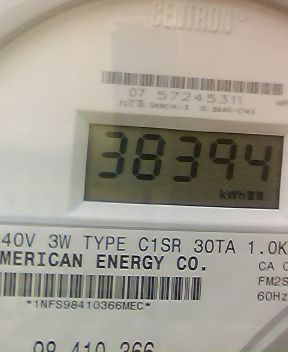 CENTRON®
07 57245311
38394
kWh
40V 3W TYPE C1SR 30TA 1.0K
MERICAN ENERGY CO.
CA 0
FM2S
60Hz
*1NFS98410366MEC*
98 410 366